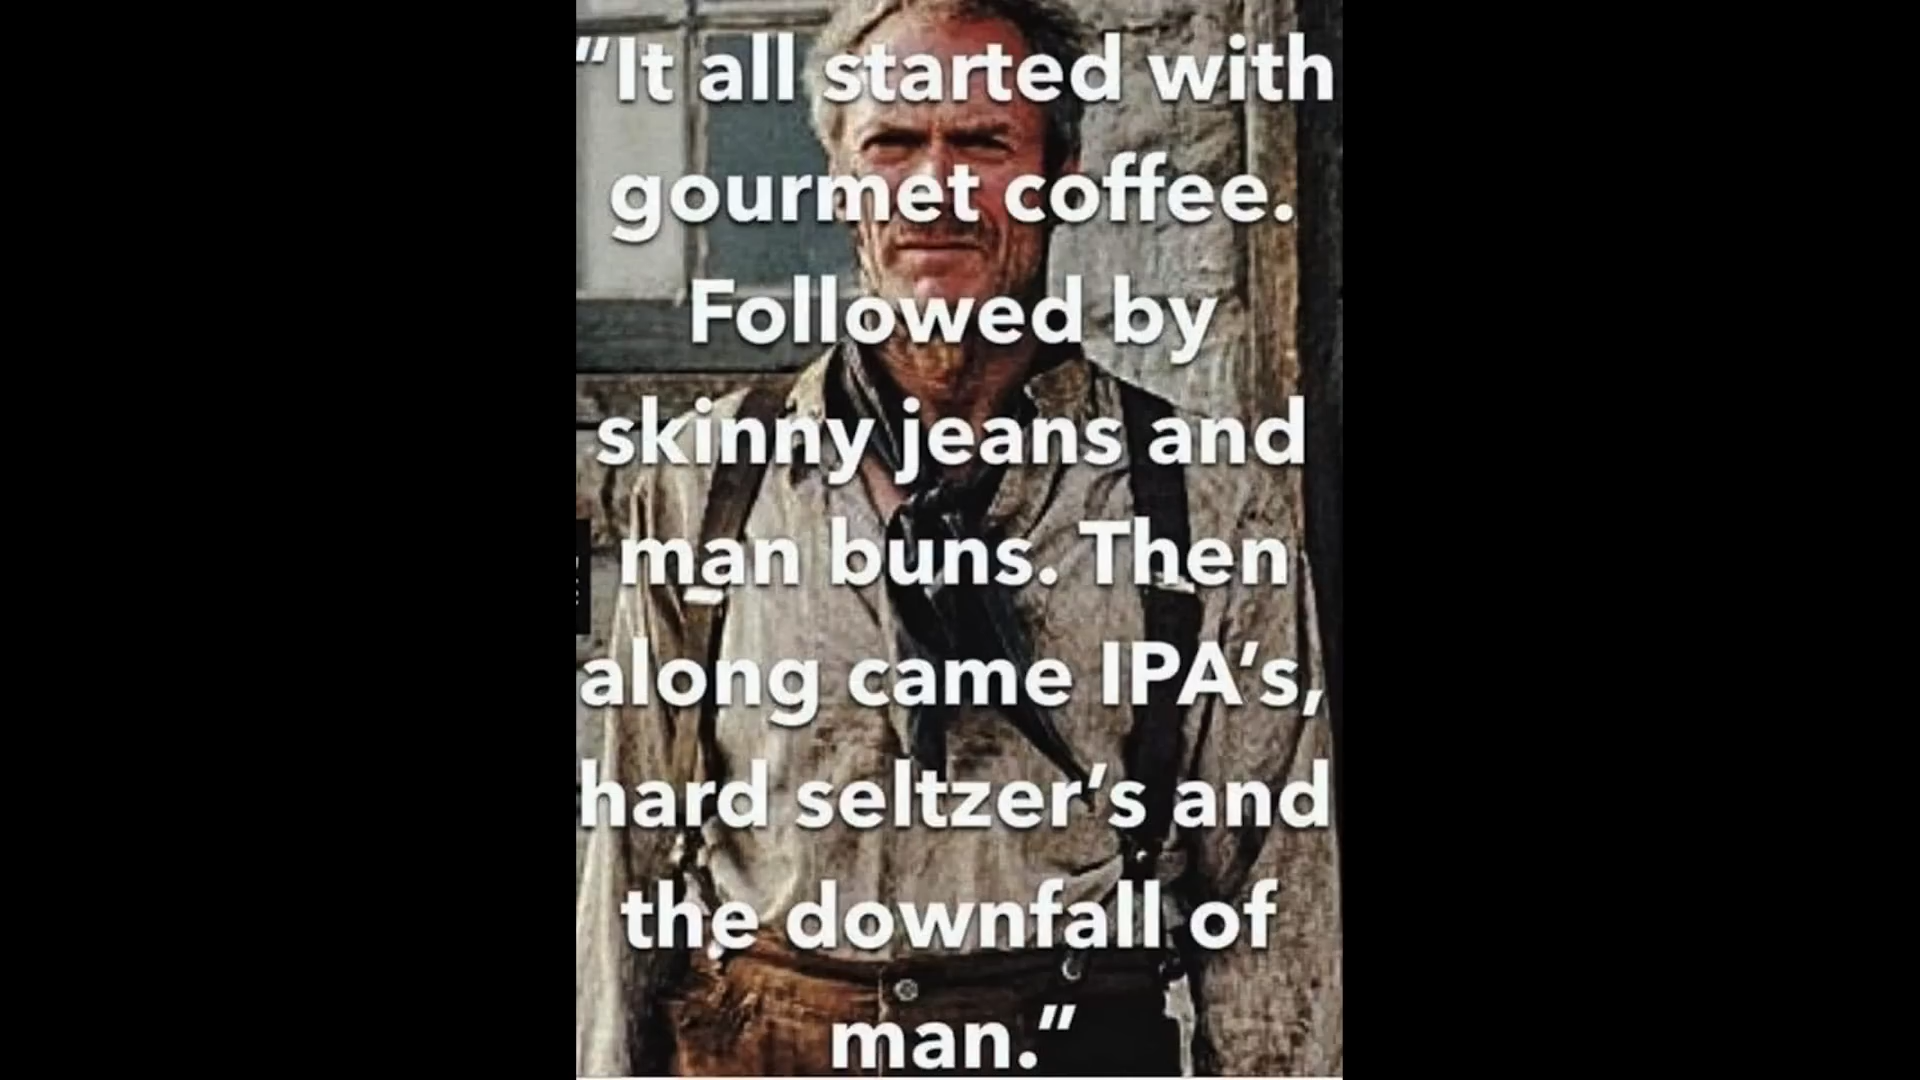 “It all started with
gourmet coffee.
Followed by
skinny jeans and
man buns. Then
along came IPA’s,
hard seltzer’s and
the downfall of
man.”